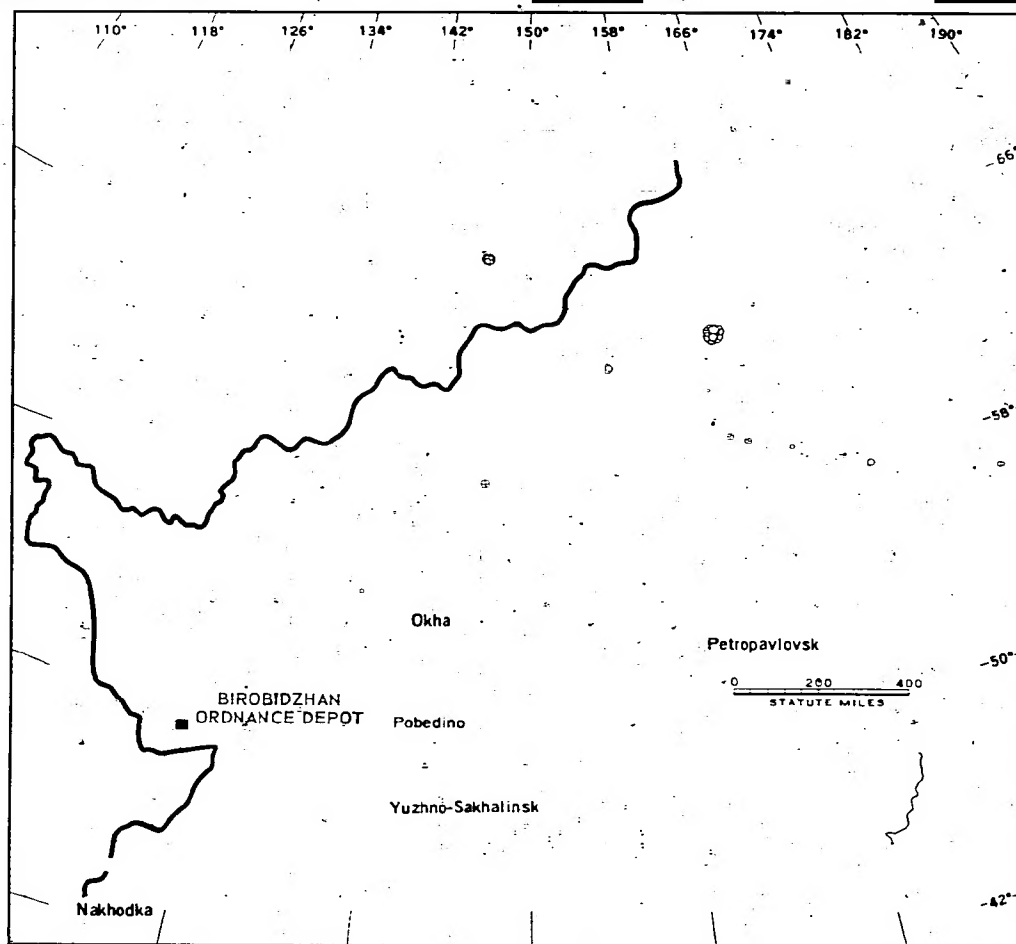 110° 118° 126° 134° 142° 150° 158° 166° 174° 182° 190°
66°
58°
Okha
Petropavlovsk
50°
0 200 400
STATUTE MILES
BIROBIDZHAN
ORDNANCE DEPOT
Pobedino
Yuzhno-Sakhalinsk
42°
Nakhodka